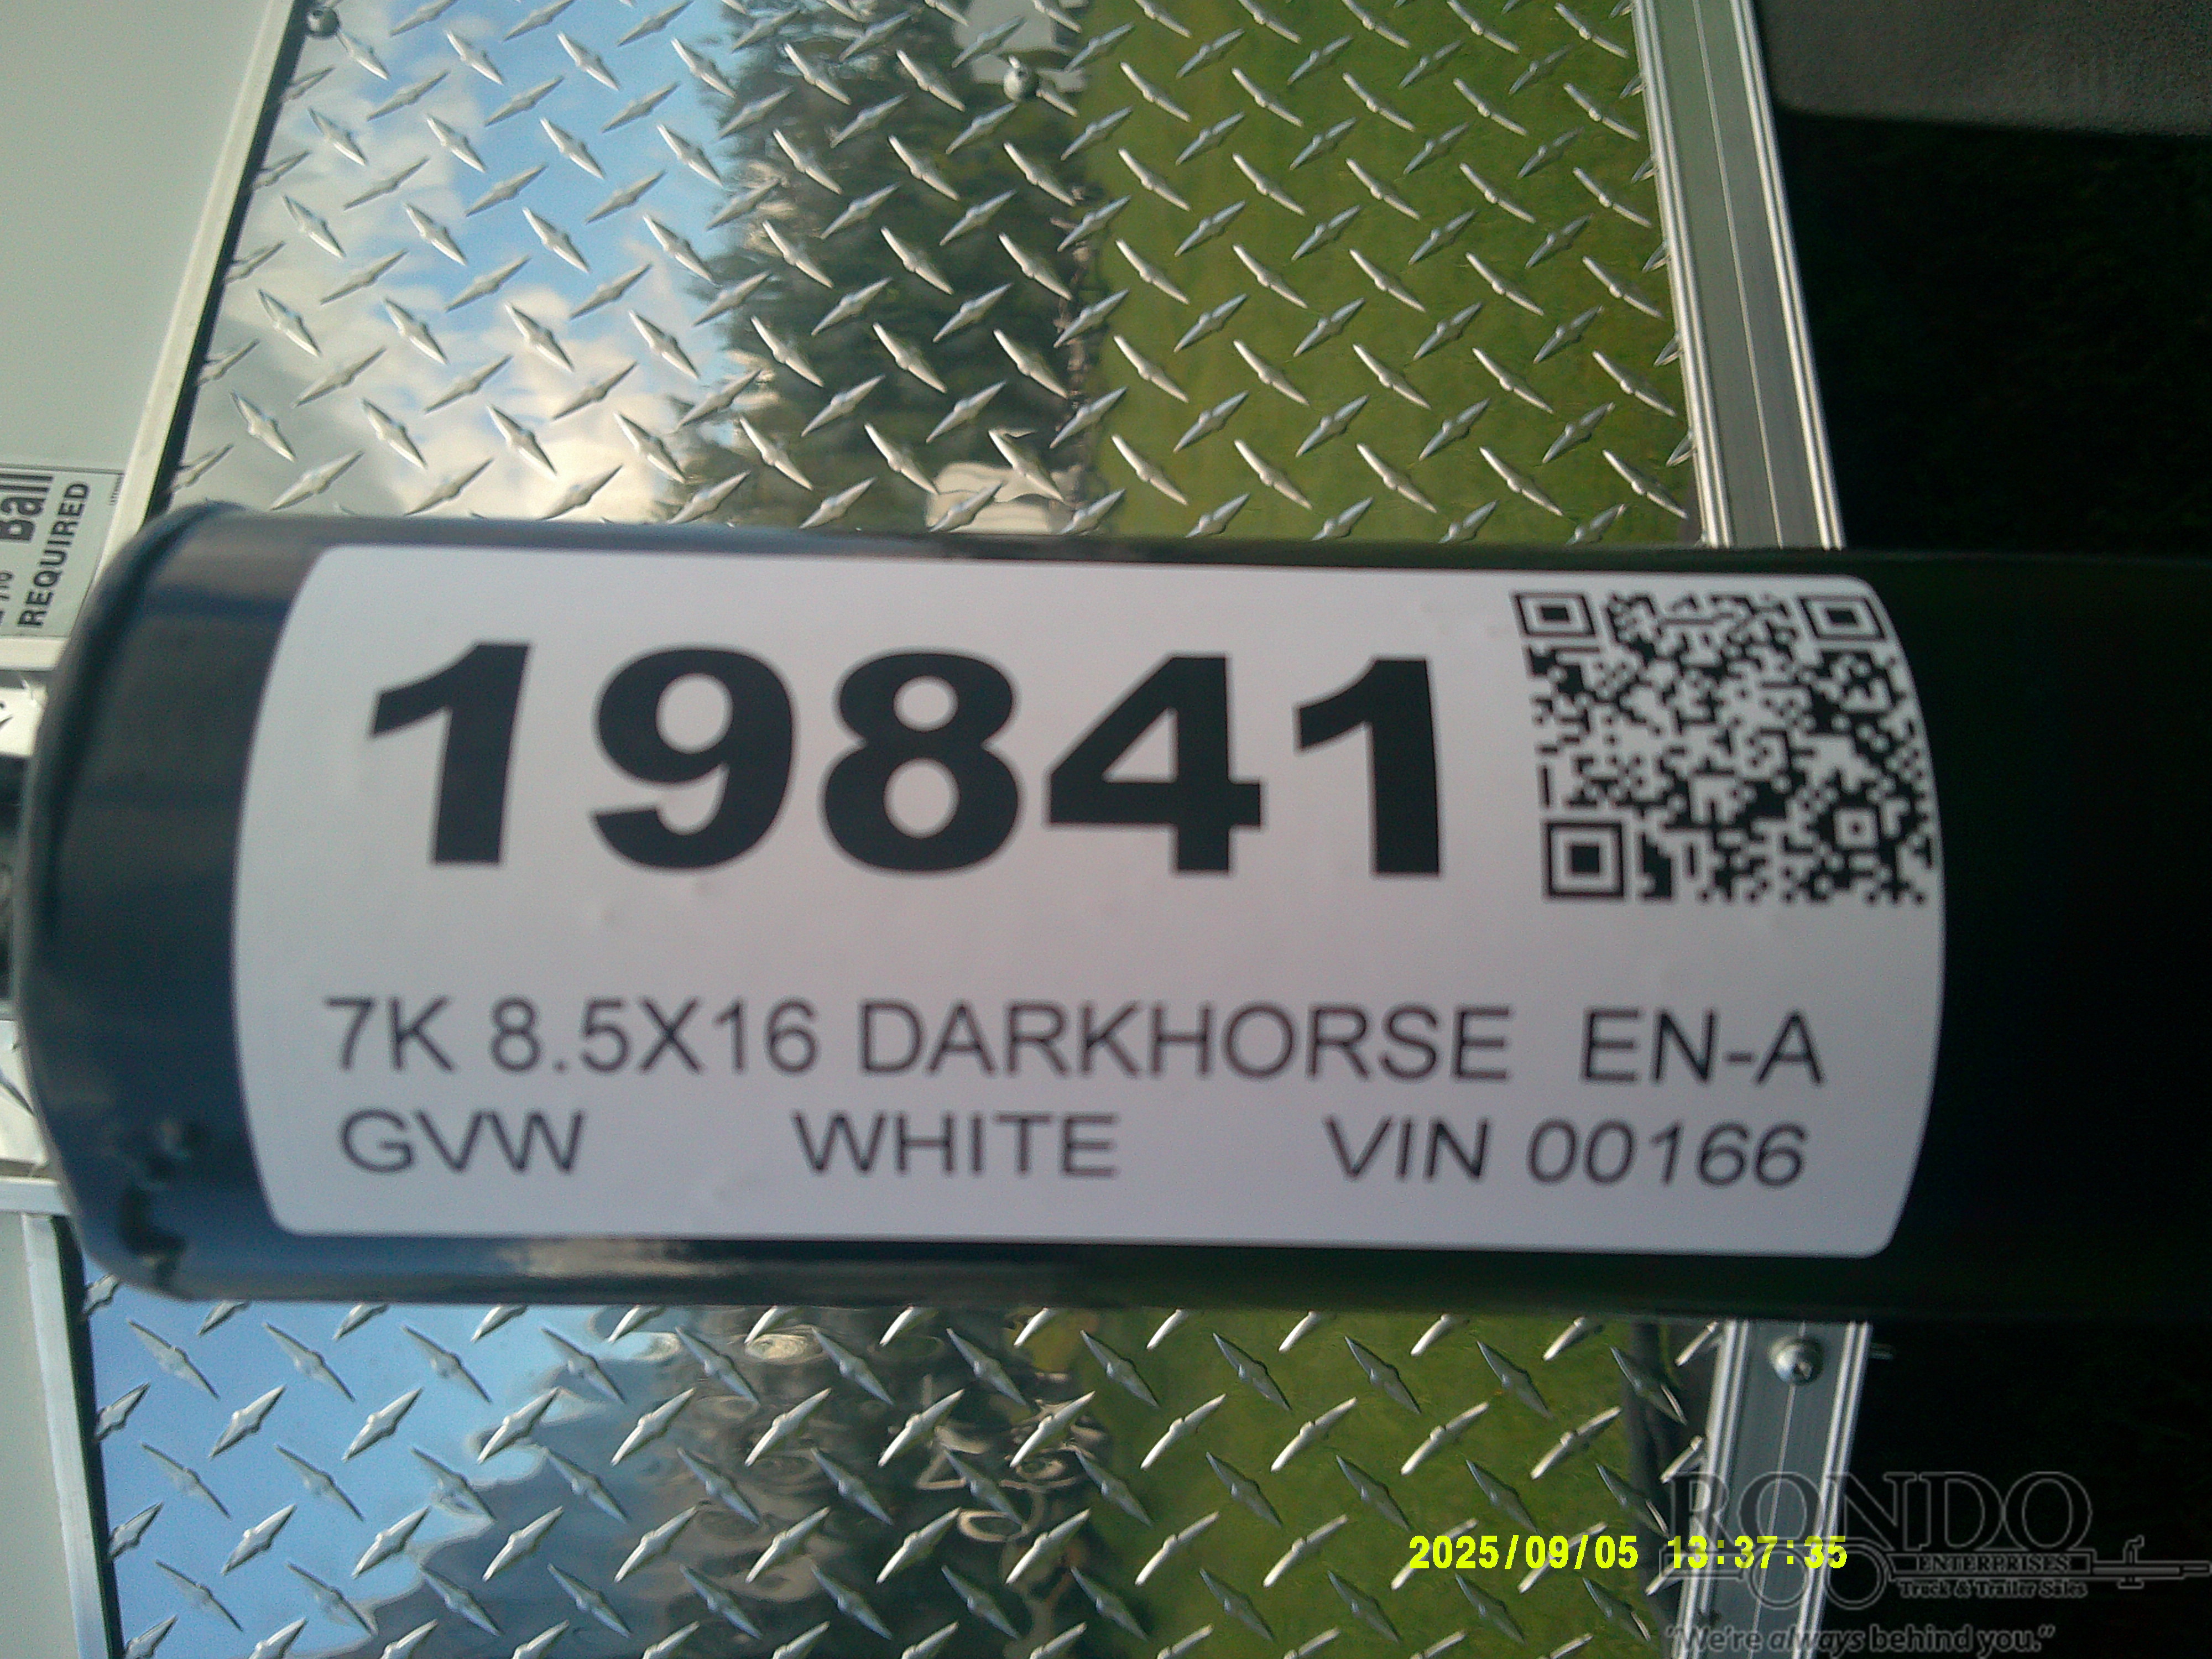 Ball
REQUIRED
19841
7K 8.5X16 DARKHORSE EN-A
GVW WHITE VIN 00166
2025/09/05 13:37:35
RONDO
ENTERPRISES
Truck & Trailer Sales
"We're always behind you."